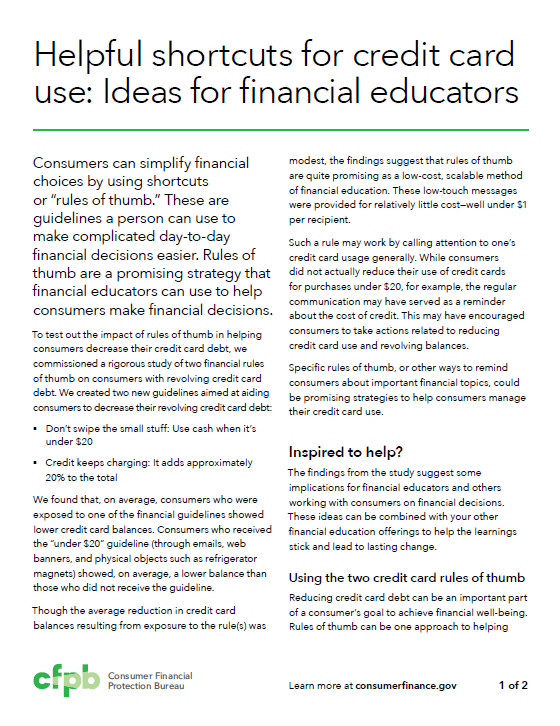 Helpful shortcuts for credit card
use: Ideas for financial educators
Consumers can simplify financial
choices by using shortcuts
or “rules of thumb.” These are
guidelines a person can use to
make complicated day-to-day
financial decisions easier. Rules of
thumb are a promising strategy that
financial educators can use to help
consumers make financial decisions.
To test out the impact of rules of thumb in helping
consumers decrease their credit card debt, we
commissioned a rigorous study of two financial rules
of thumb on consumers with revolving credit card
debt. We created two new guidelines aimed at aiding
consumers to decrease their revolving credit card debt:
▪ Don’t swipe the small stuff: Use cash when it’s
under $20
▪ Credit keeps charging: It adds approximately
20% to the total
We found that, on average, consumers who were
exposed to one of the financial guidelines showed
lower credit card balances. Consumers who received
the “under $20” guideline (through emails, web
banners, and physical objects such as refrigerator
magnets) showed, on average, a lower balance than
those who did not receive the guideline.
Though the average reduction in credit card
balances resulting from exposure to the rule(s) was
modest, the findings suggest that rules of thumb
are quite promising as a low-cost, scalable method
of financial education. These low-touch messages
were provided for relatively little cost—well under $1
per recipient.
Such a rule may work by calling attention to one’s
credit card usage generally. While consumers
did not actually reduce their use of credit cards
for purchases under $20, for example, the regular
communication may have served as a reminder
about the cost of credit. This may have encouraged
consumers to take actions related to reducing
credit card use and revolving balances.
Specific rules of thumb, or other ways to remind
consumers about important financial topics, could
be promising strategies to help consumers manage
their credit card use.
Inspired to help?
The findings from the study suggest some
implications for financial educators and others
working with consumers on financial decisions.
These ideas can be combined with your other
financial education offerings to help the learnings
stick and lead to lasting change.
Using the two credit card rules of thumb
Reducing credit card debt can be an important part
of a consumer’s goal to achieve financial well-being.
Rules of thumb can be one approach to helping
cfpb Consumer Financial
Protection Bureau
Learn more at consumerfinance.gov
1 of 2